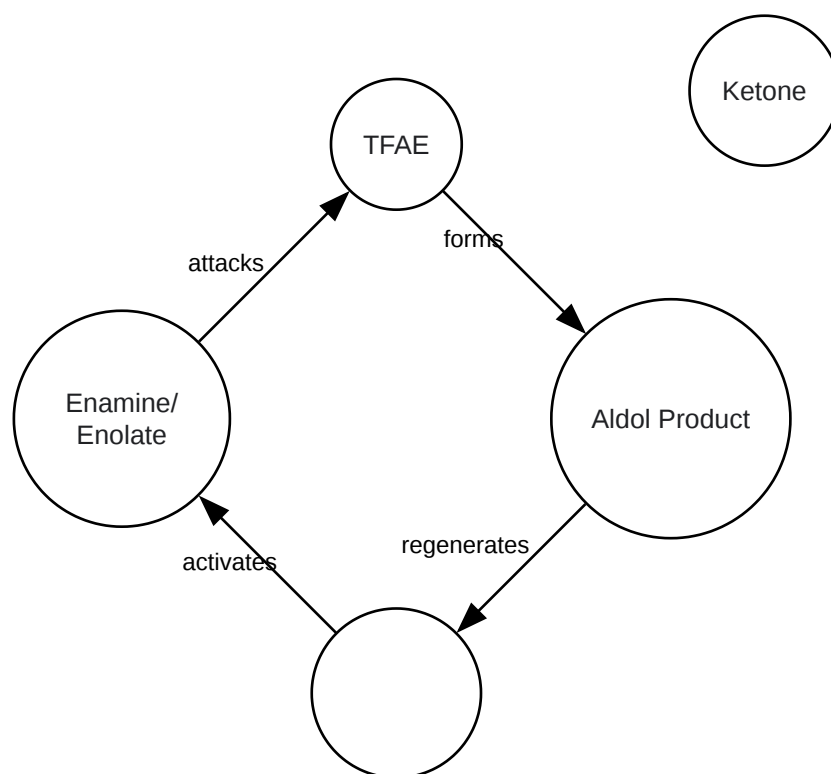 Ketone
TFAE
forms
attacks
Enamine/
Enolate
Aldol Product
regenerates
activates